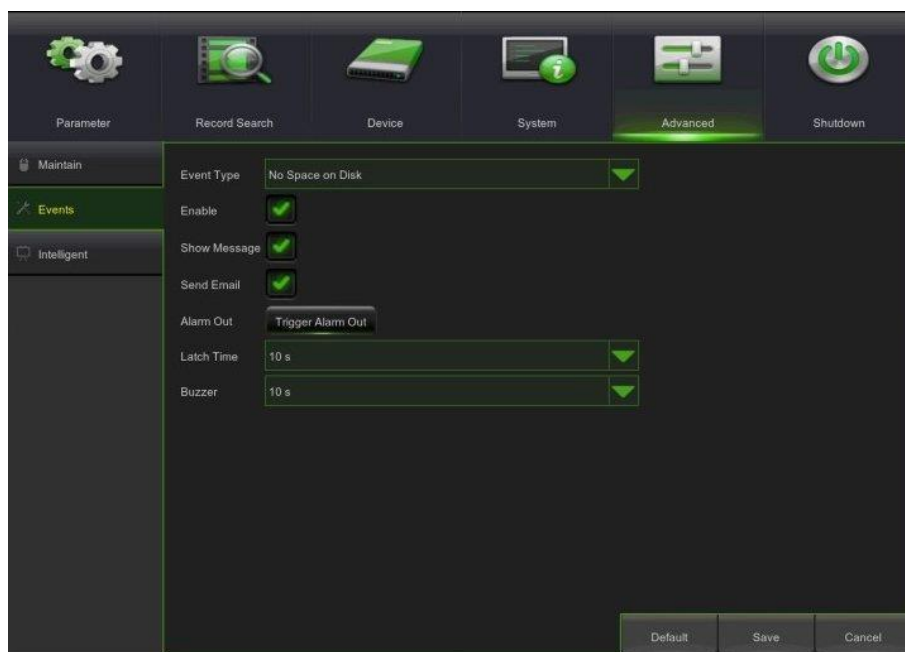 Parameter
Record Search
Device
System
Advanced
Shutdown
Maintain
Events
Intelligent
Event Type No Space on Disk
Enable
Show Message
Send Email
Alarm Out Trigger Alarm Out
Latch Time 10 s
Buzzer 10 s
Default Save Cancel